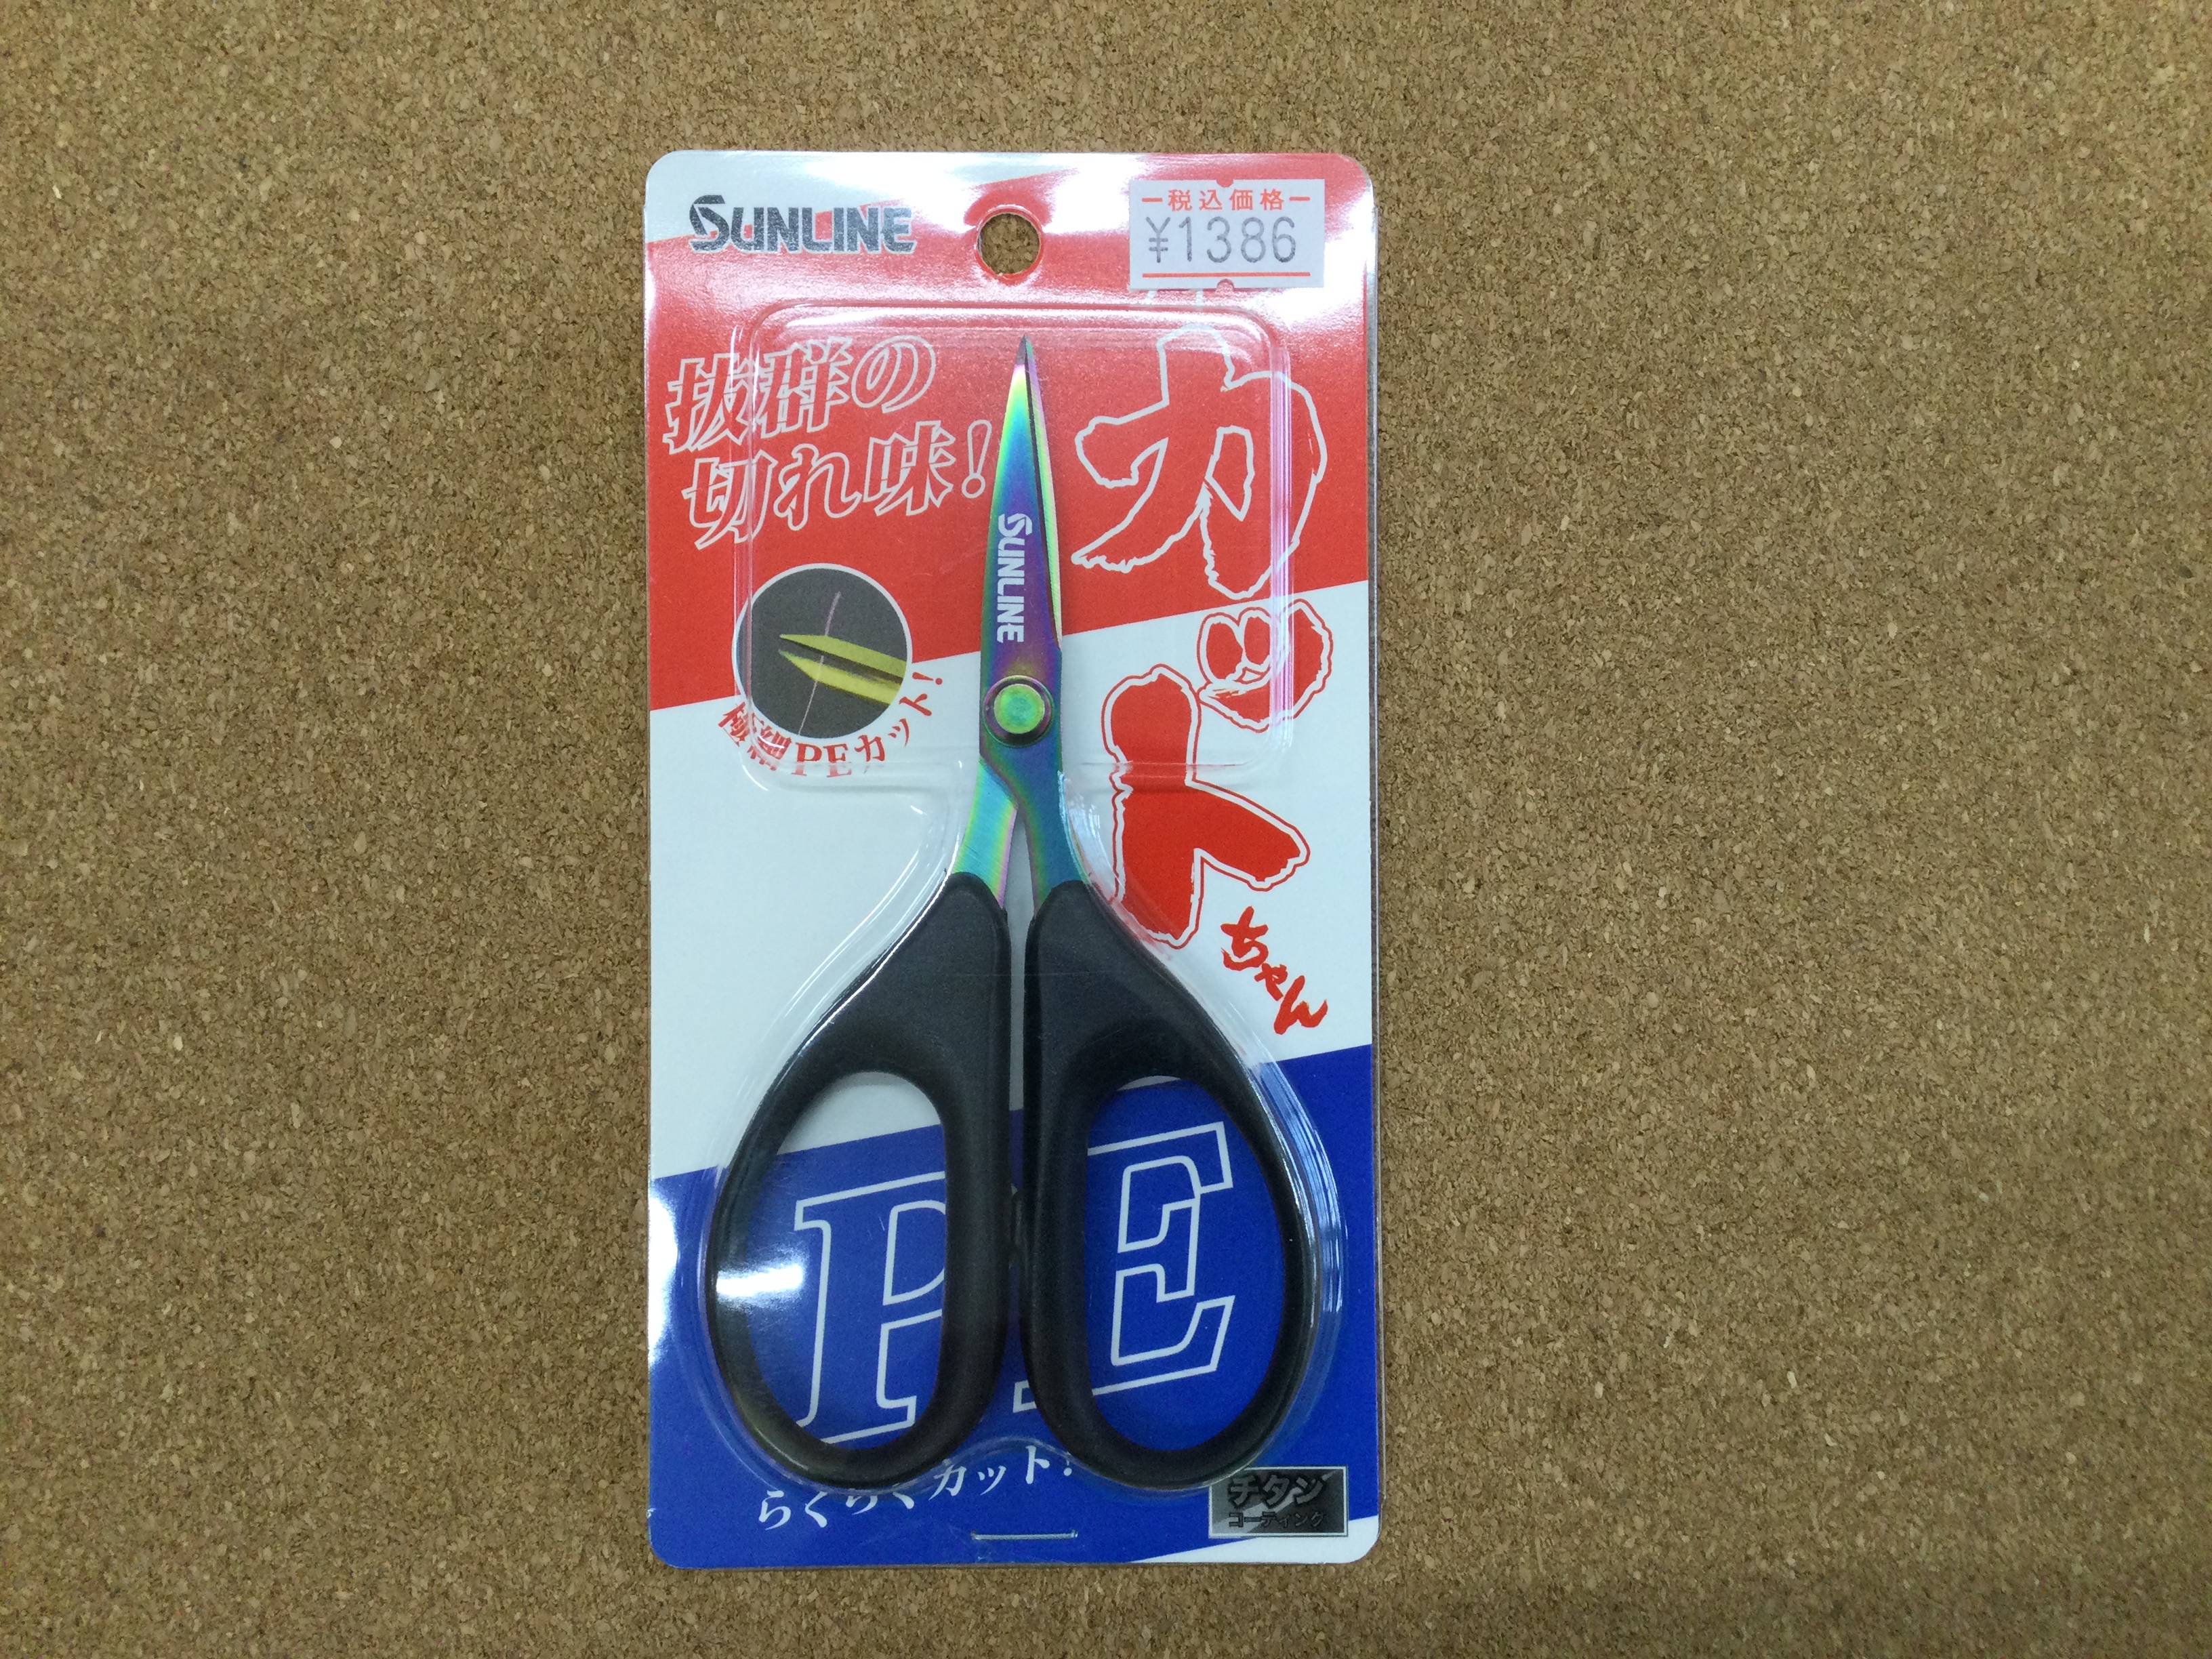 SUNLINE
税込価格
¥1386
抜群の
切れ味!
カット
ちゃん
SUNLINE
極細PEカット!
PE
らくらくカット!
チタン
コーティング